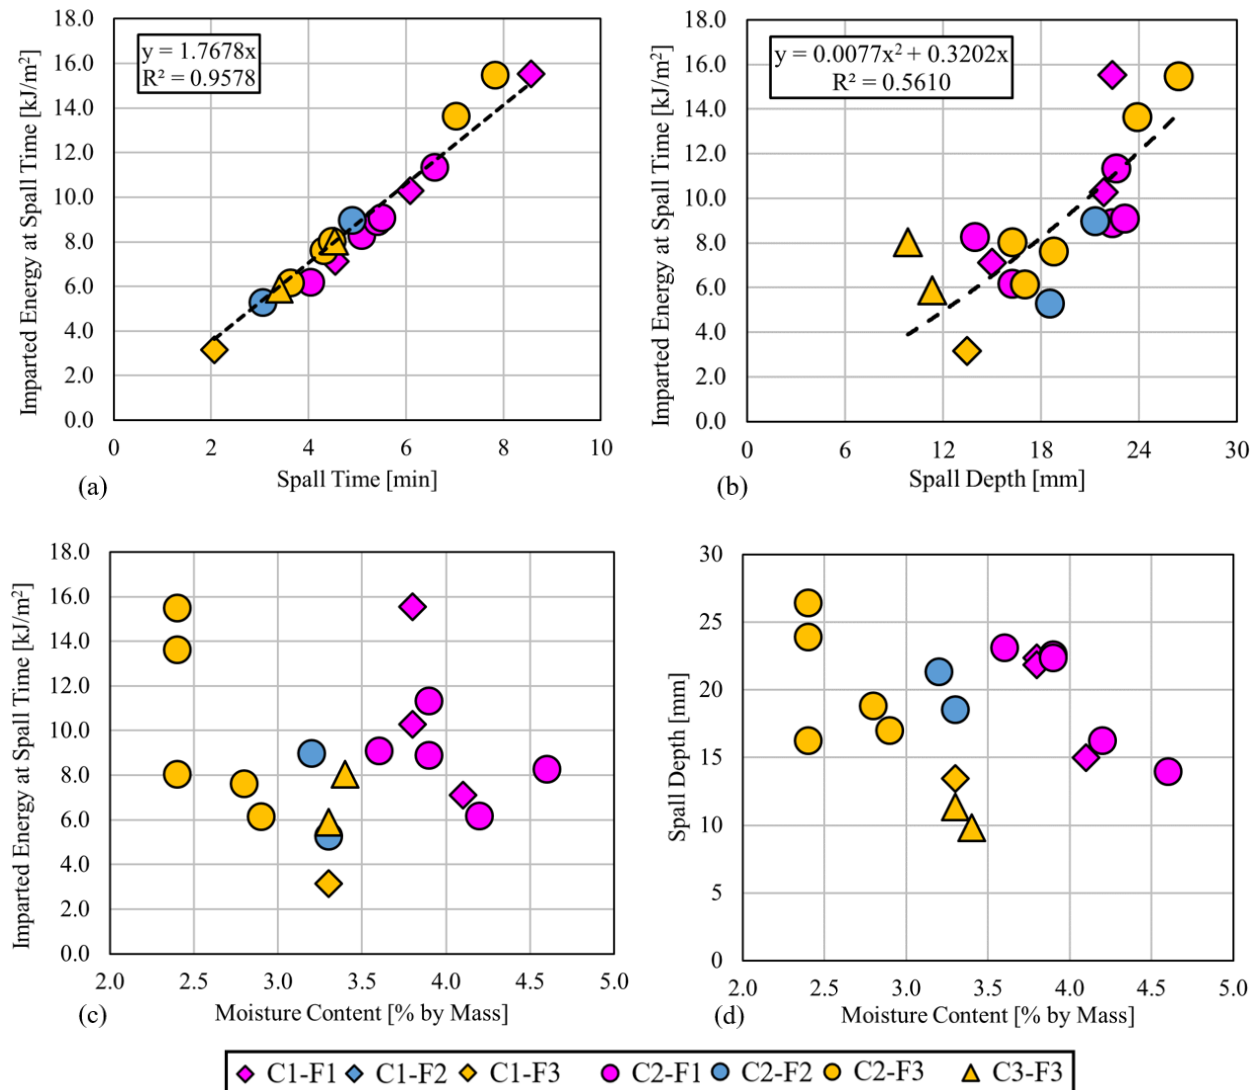 18.0
16.0
14.0
12.0
10.0
8.0
6.0
4.0
2.0
0.0
Imparted Energy at Spall Time [kJ/m²]
y = 1.7678x
R² = 0.9578
0 2 4 6 8 10
Spall Time [min]
(a)
18.0
16.0
14.0
12.0
10.0
8.0
6.0
4.0
2.0
0.0
Imparted Energy at Spall Time [kJ/m²]
y = 0.0077x² + 0.3202x
R² = 0.5610
0 6 12 18 24 30
Spall Depth [mm]
(b)
18.0
16.0
14.0
12.0
10.0
8.0
6.0
4.0
2.0
0.0
Imparted Energy at Spall Time [kJ/m²]
2.0 2.5 3.0 3.5 4.0 4.5 5.0
Moisture Content [% by Mass]
(c)
30
25
20
15
10
5
0
Spall Depth [mm]
2.0 2.5 3.0 3.5 4.0 4.5 5.0
Moisture Content [% by Mass]
(d)
C1-F1 C1-F2 C1-F3 C2-F1 C2-F2 C2-F3 C3-F3